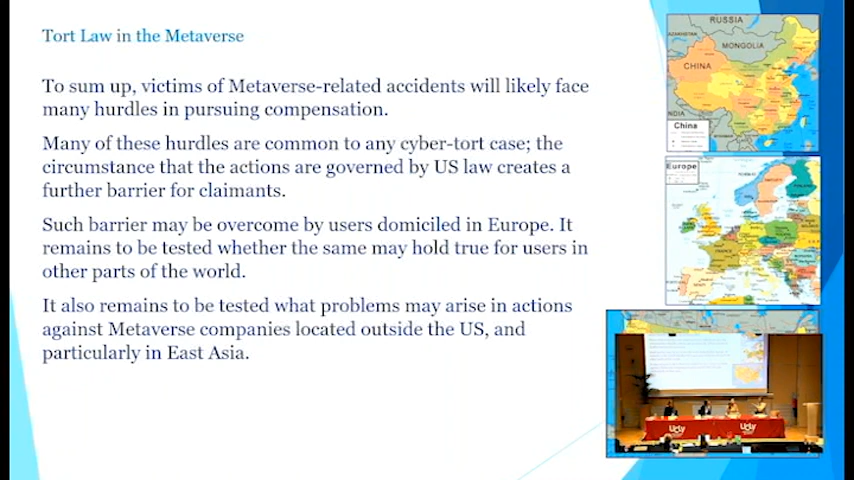 Tort Law in the Metaverse
To sum up, victims of Metaverse-related accidents will likely face
many hurdles in pursuing compensation.
Many of these hurdles are common to any cyber-tort case; the
circumstance that the actions are governed by US law creates a
further barrier for claimants.
Such barrier may be overcome by users domiciled in Europe. It
remains to be tested whether the same may hold true for users in
other parts of the world.
It also remains to be tested what problems may arise in actions
against Metaverse companies located outside the US, and
particularly in East Asia.
RUSSIA
MONGOLIA
CHINA
China
Europe